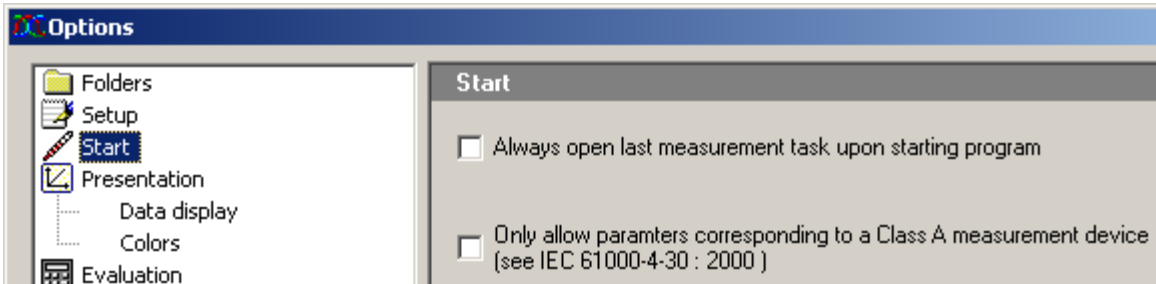 Options
Folders
Setup
Start
Presentation
Data display
Colors
Evaluation
Start
Always open last measurement task upon starting program
Only allow paramters corresponding to a Class A measurement device
(see IEC 61000-4-30 : 2000 )